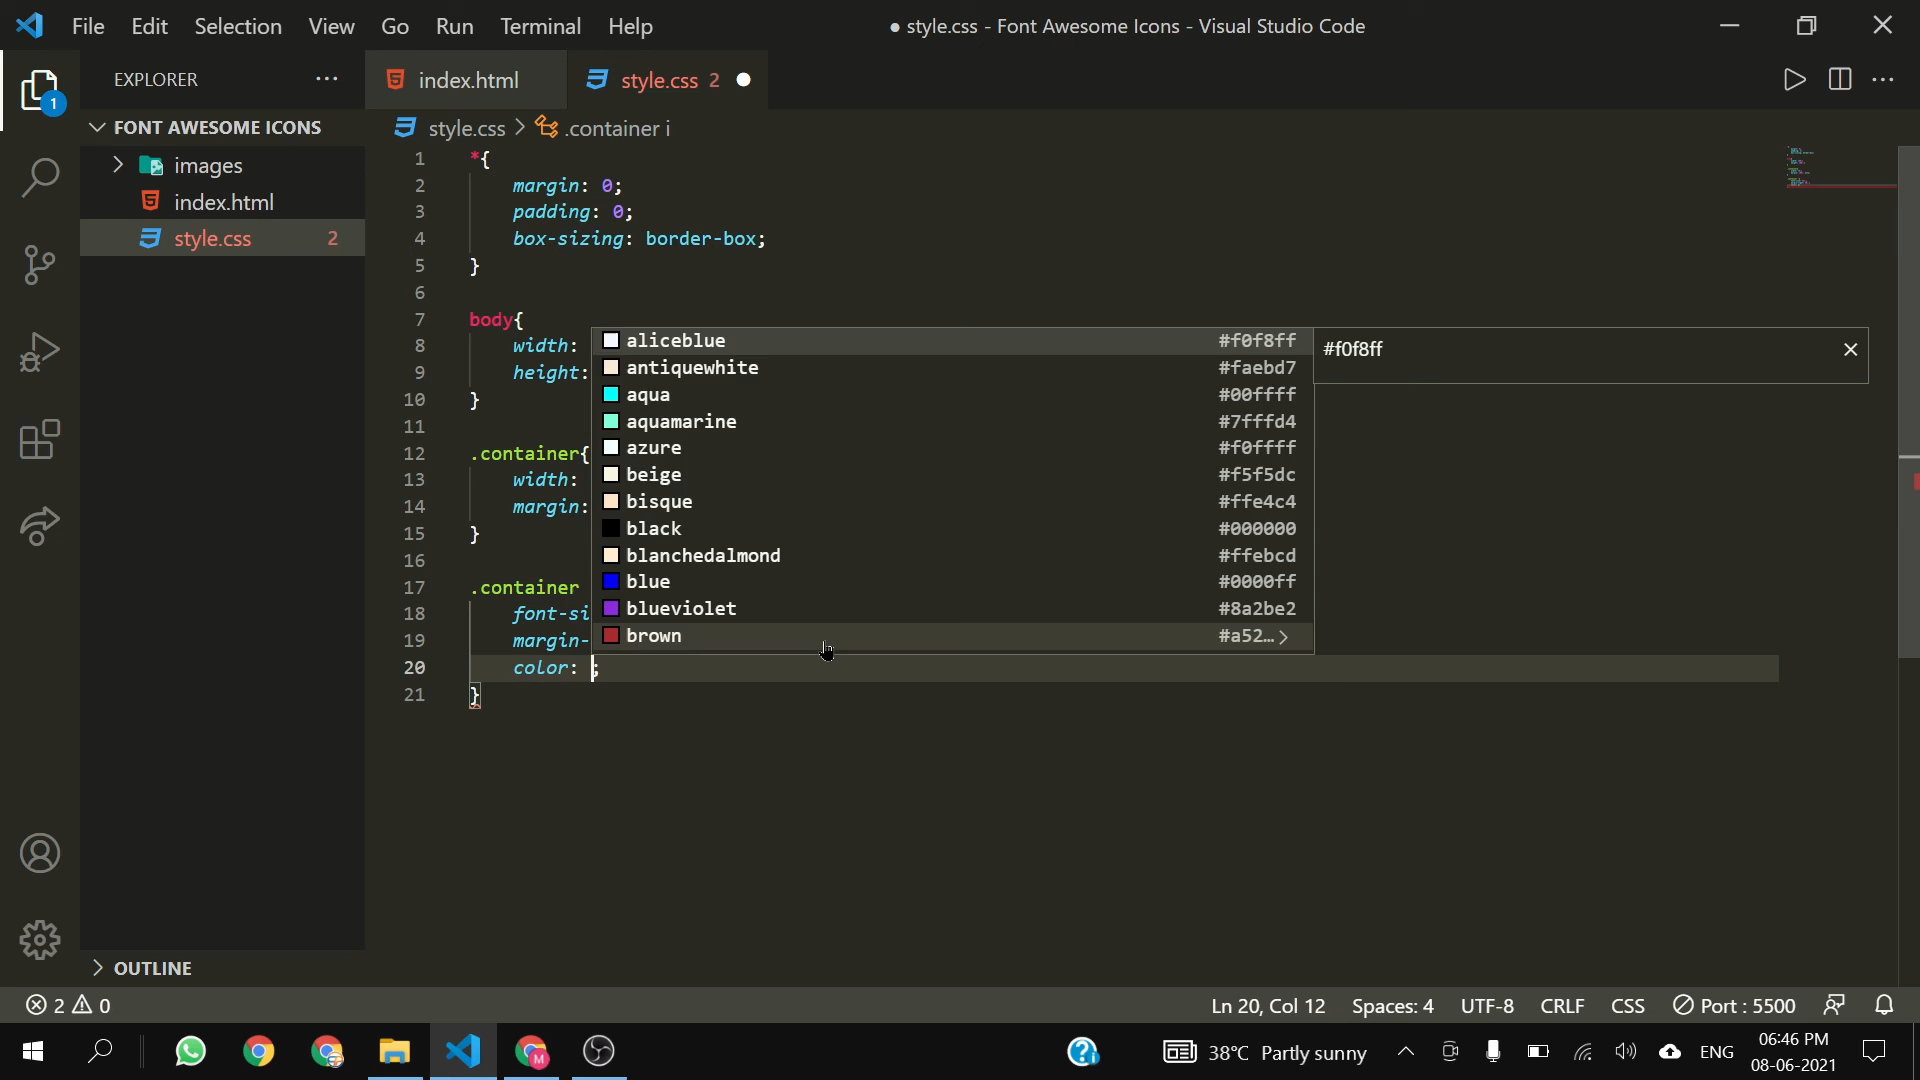 File Edit Selection View Go Run Terminal Help
● style.css - Font Awesome Icons - Visual Studio Code
EXPLORER ···
index.html
style.css 2
1
FONT AWESOME ICONS
style.css > .container i
images
index.html
style.css 2
1 *{
2 margin: 0;
3 padding: 0;
4 box-sizing: border-box;
5 }
6
7 body{
8 width:
9 height:
10 }
11
12 .container{
13 width:
14 margin:
15 }
16
17 .container
18 font-si
19 margin-
20 color: ;
21 }
aliceblue #f0f8ff
antiquewhite #faebd7
aqua #00ffff
aquamarine #7fffd4
azure #f0ffff
beige #f5f5dc
bisque #ffe4c4
black #000000
blanchedalmond #ffebcd
blue #0000ff
blueviolet #8a2be2
brown #a52…
#f0f8ff
OUTLINE
2 0
Ln 20, Col 12 Spaces: 4 UTF-8 CRLF CSS Port : 5500
38°C Partly sunny
ENG
06:46 PM
08-06-2021
M